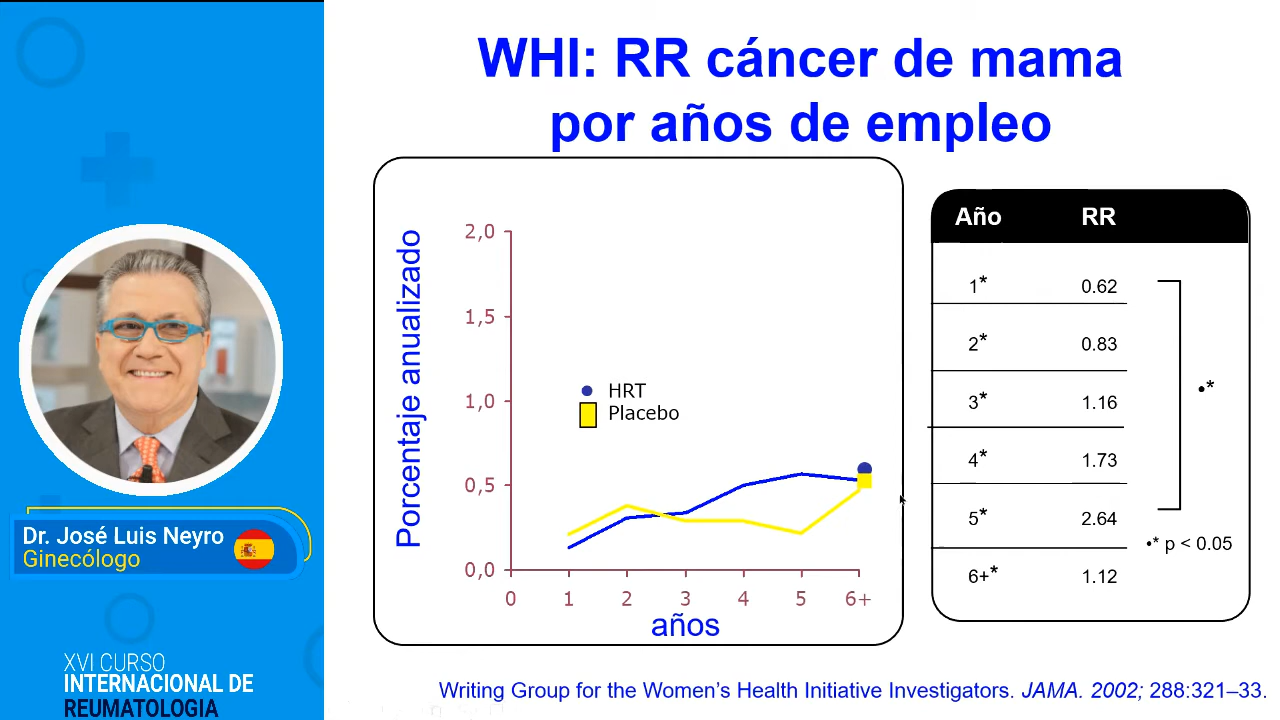 WHI: RR cáncer de mama
por años de empleo
Porcentaje anualizado
2,0
1,5
1,0
0,5
0,0
HRT
Placebo
0 1 2 3 4 5 6+
años
Año RR
1* 0.62
2* 0.83
3* 1.16
4* 1.73
5* 2.64
6+* 1.12
•*
•* p < 0.05
Dr. José Luis Neyro
Ginecólogo
XVI CURSO
INTERNACIONAL DE
REUMATOLOGIA
Writing Group for the Women’s Health Initiative Investigators. JAMA. 2002; 288:321–33.